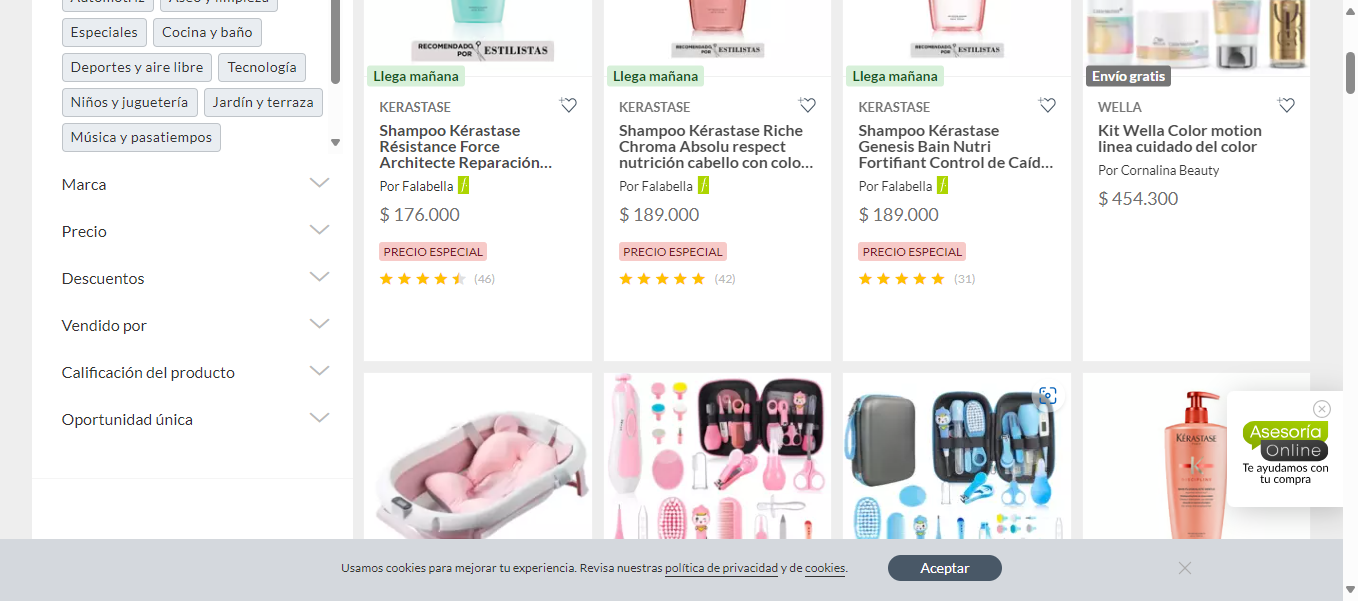 Automotriz
Aseo y limpieza
Especiales
Cocina y baño
Deportes y aire libre
Tecnología
Niños y juguetería
Jardín y terraza
Música y pasatiempos
Marca
Precio
Descuentos
Vendido por
Calificación del producto
Oportunidad única
RECOMENDADO POR ESTILISTAS
Llega mañana
KERASTASE
Shampoo Kérastase
Résistance Force
Architecte Reparación...
Por Falabella
$ 176.000
PRECIO ESPECIAL
(46)
RECOMENDADO POR ESTILISTAS
Llega mañana
KERASTASE
Shampoo Kérastase Riche
Chroma Absolu respect
nutrición cabello con colo...
Por Falabella
$ 189.000
PRECIO ESPECIAL
(42)
RECOMENDADO POR ESTILISTAS
Llega mañana
KERASTASE
Shampoo Kérastase
Genesis Bain Nutri
Fortifiant Control de Caíd...
Por Falabella
$ 189.000
PRECIO ESPECIAL
(31)
Envío gratis
WELLA
Kit Wella Color motion
linea cuidado del color
Por Cornalina Beauty
$ 454.300
KÉRASTASE
Asesoría
Online
Te ayudamos con
tu compra
Usamos cookies para mejorar tu experiencia. Revisa nuestras política de privacidad y de cookies.
Aceptar